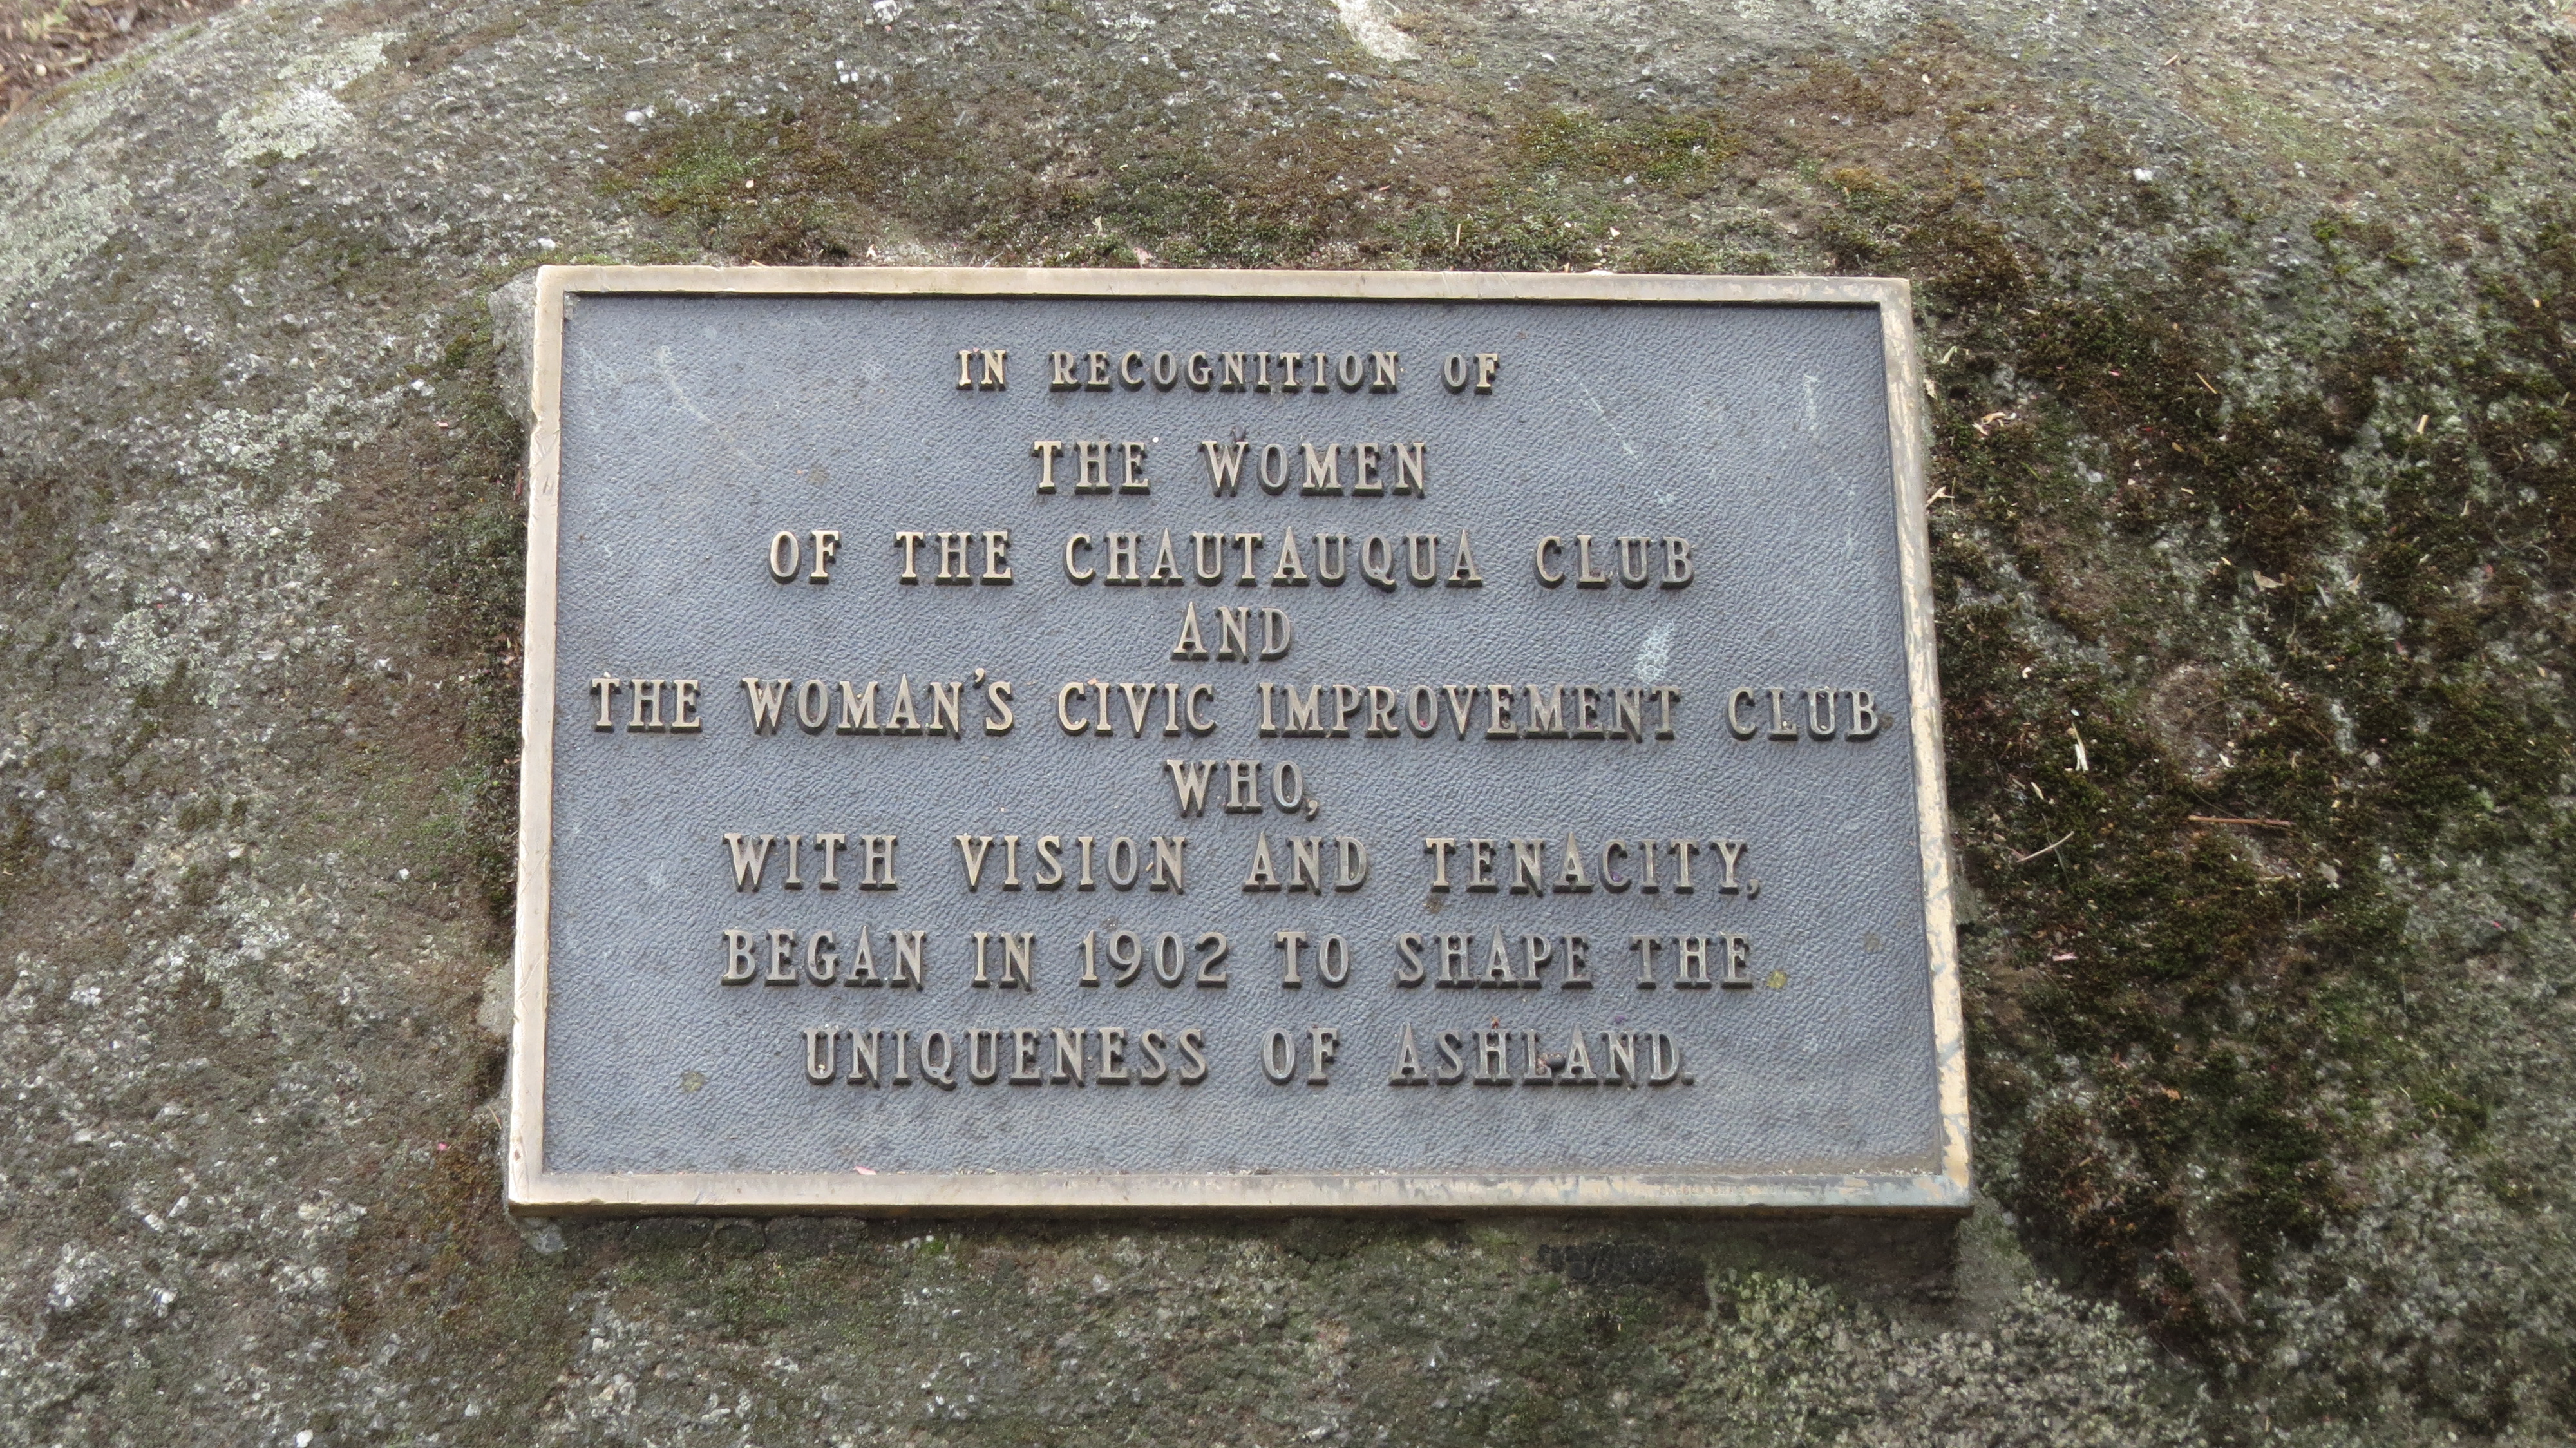 IN RECOGNITION OF
THE WOMEN
OF THE CHAUTAUQUA CLUB
AND
THE WOMAN'S CIVIC IMPROVEMENT CLUB
WHO,
WITH VISION AND TENACITY,
BEGAN IN 1902 TO SHAPE THE
UNIQUENESS OF ASHLAND.